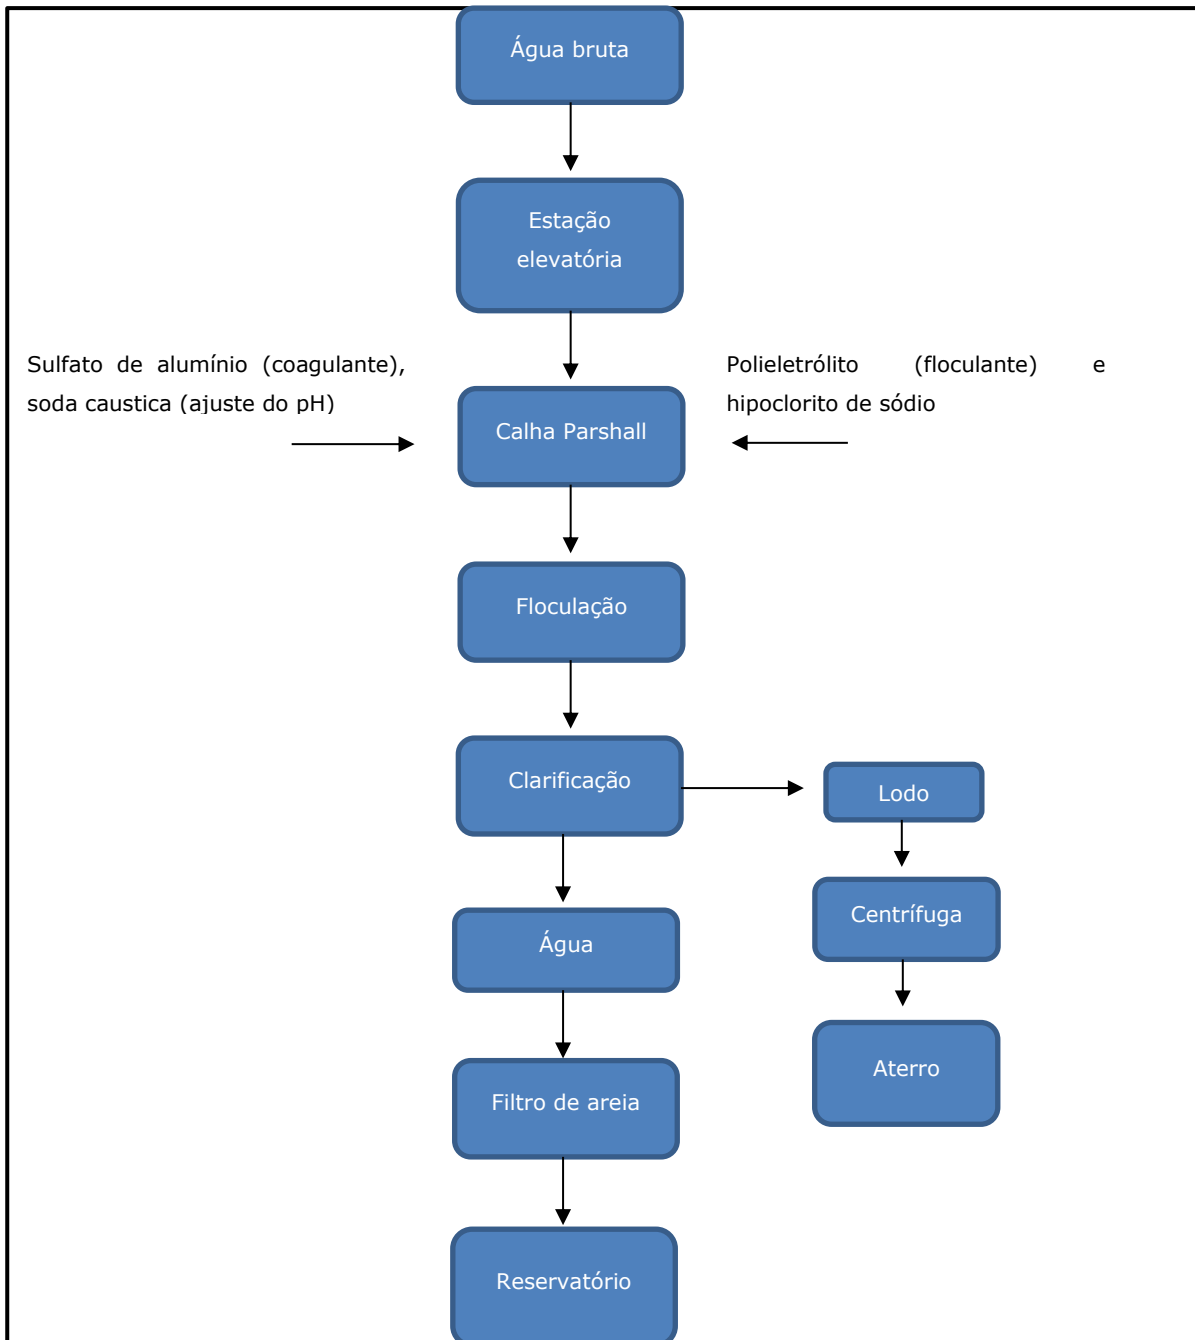 Água bruta
Estação
elevatória
Sulfato de alumínio (coagulante),
soda caustica (ajuste do pH)
Polieletrólito (floculante) e
hipoclorito de sódio
Calha Parshall
Floculação
Clarificação
Lodo
Centrífuga
Água
Aterro
Filtro de areia
Reservatório